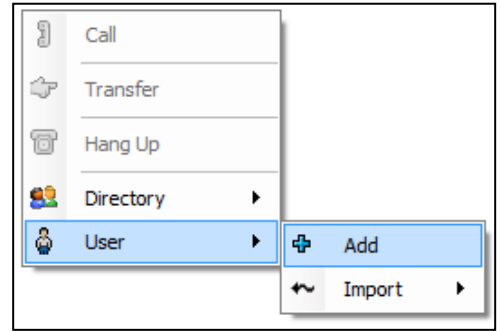 Call
Transfer
Hang Up
Directory
User
Add
Import